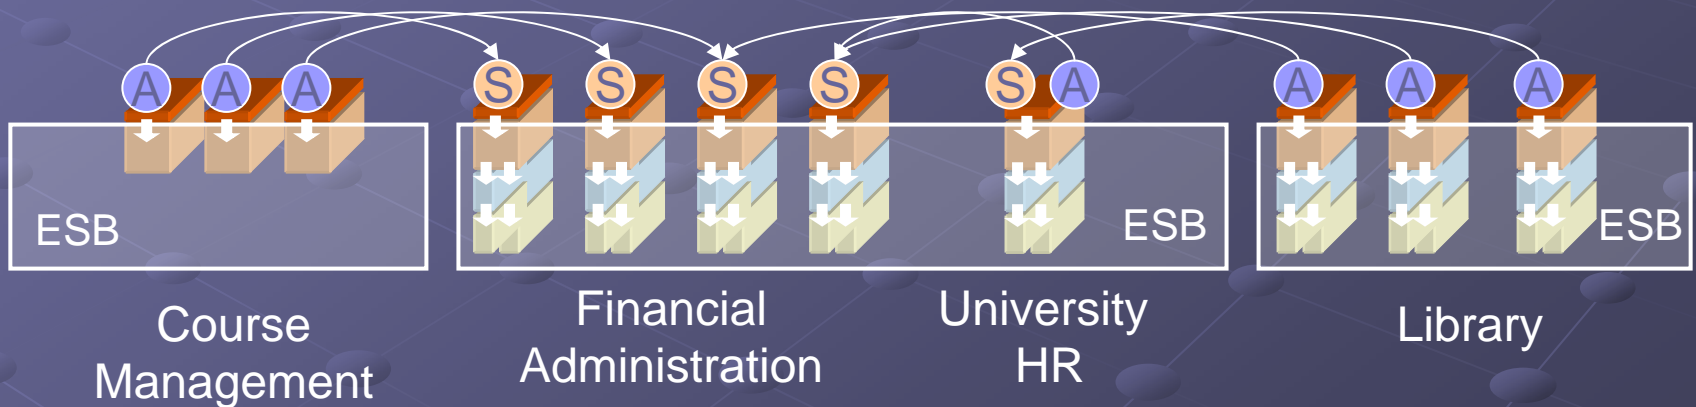 A A A S S S S S A A A A
ESB ESB ESB
Course
Management
Financial
Administration
University
HR
Library